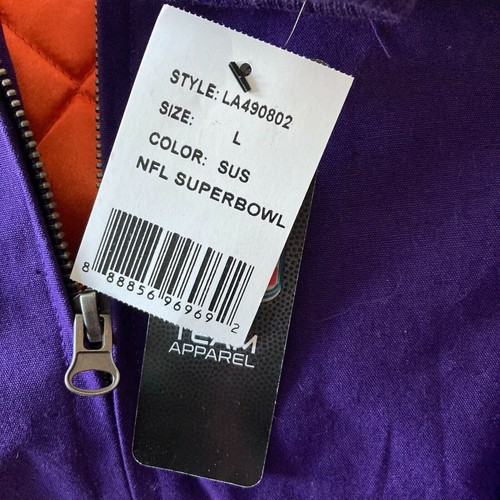 STYLE: LA490802
SIZE: L
COLOR: SUS
NFL SUPERBOWL
8 88856 96969 2
TEAM
APPAREL